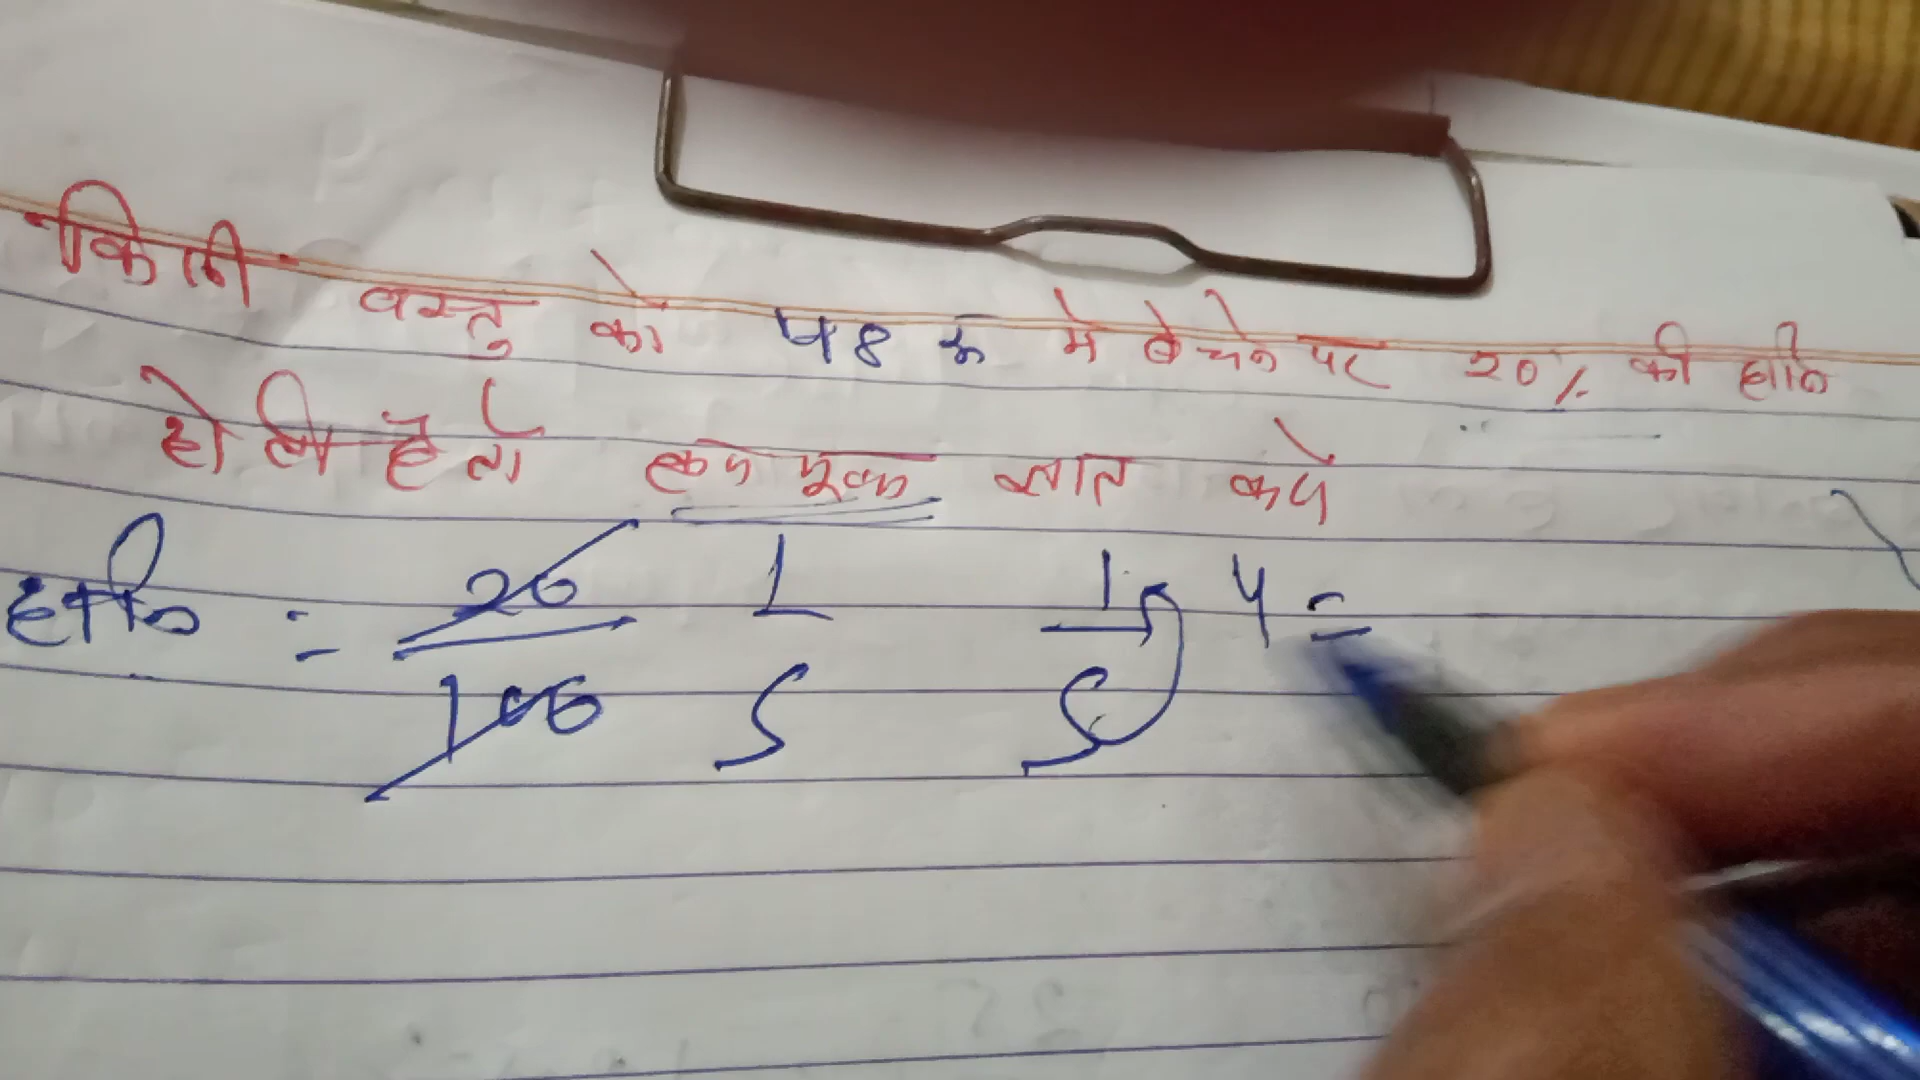 किसी वस्तु को 48 रू में बेचने पर 20% की हानि
होती है तो क्रय मूल्य ज्ञात करे
हानि = 20 1 1 4 =
100 5 5